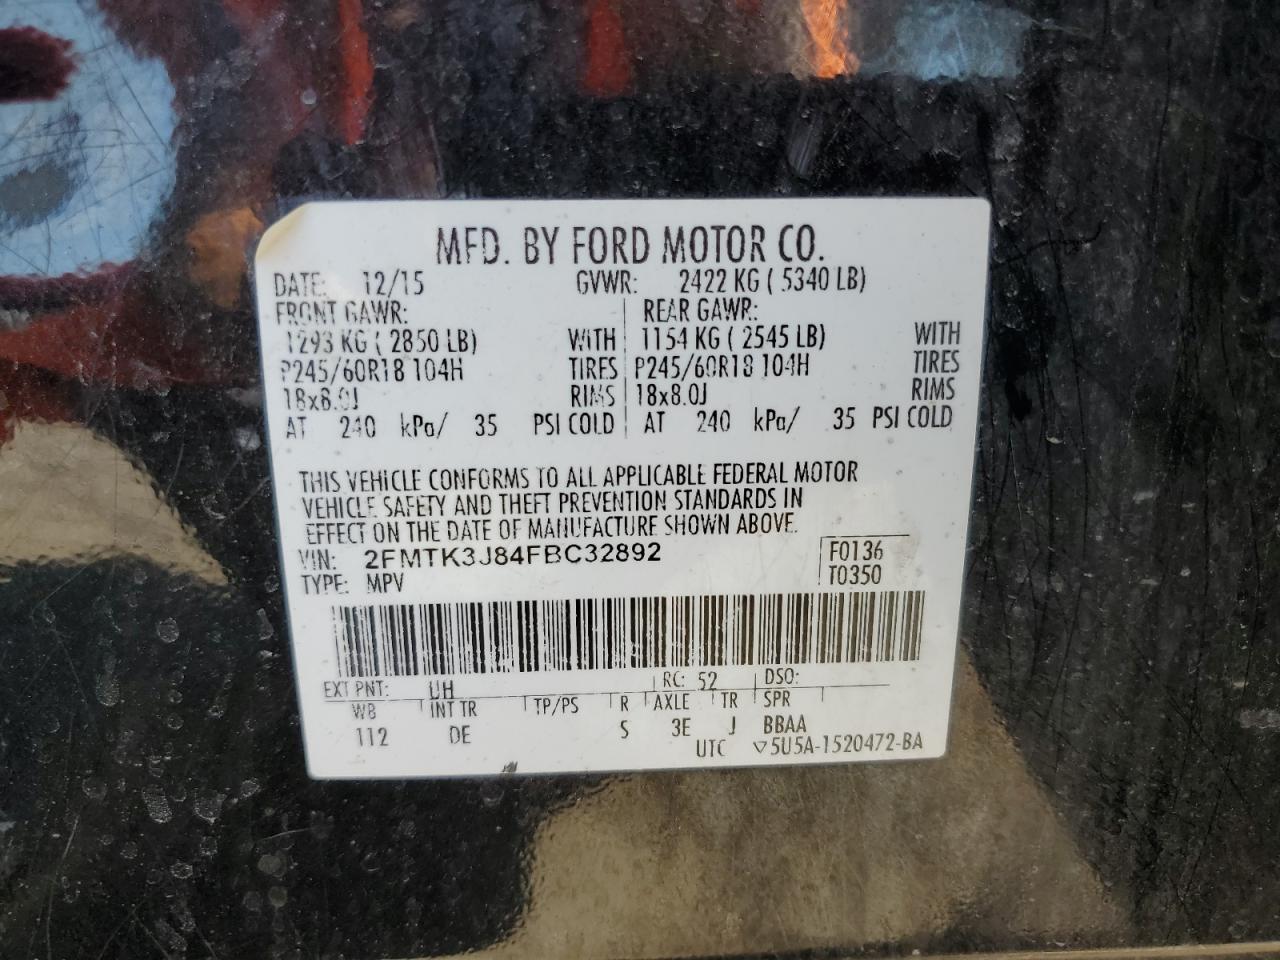 MFD. BY FORD MOTOR CO.
DATE: 12/15 GVWR: 2422 KG ( 5340 LB)
FRONT GAWR: REAR GAWR:
1293 KG ( 2850 LB) WITH 1154 KG ( 2545 LB) WITH
P245/60R18 104H TIRES P245/60R18 104H TIRES
18x8.0J RIMS 18x8.0J RIMS
AT 240 kPa/ 35 PSI COLD AT 240 kPa/ 35 PSI COLD
THIS VEHICLE CONFORMS TO ALL APPLICABLE FEDERAL MOTOR
VEHICLE SAFETY AND THEFT PREVENTION STANDARDS IN
EFFECT ON THE DATE OF MANUFACTURE SHOWN ABOVE.
VIN: 2FMTK3J84FBC32892 F0136
TYPE: MPV T0350
EXT PNT: UH RC: 52 DSO:
WB INT TR TP/PS R AXLE TR SPR
112 DE S 3E J BBAA
UTC ▽5U5A-1520472-BA